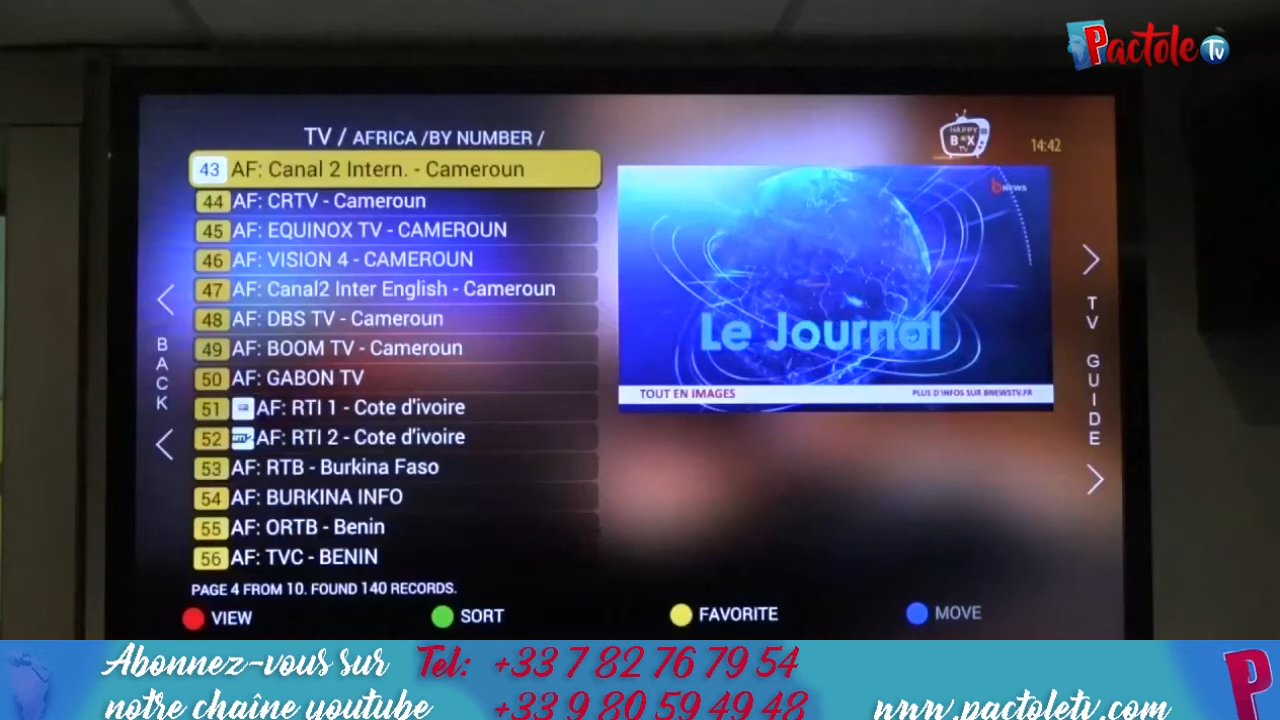 Pactole Tv
TV / AFRICA /BY NUMBER /
HAPPY
B X
TV
14:42
43 AF: Canal 2 Intern. - Cameroun
44 AF: CRTV - Cameroun
45 AF: EQUINOX TV - CAMEROUN
46 AF: VISION 4 - CAMEROUN
47 AF: Canal2 Inter English - Cameroun
48 AF: DBS TV - Cameroun
49 AF: BOOM TV - Cameroun
50 AF: GABON TV
51 AF: RTI 1 - Cote d'ivoire
52 AF: RTI 2 - Cote d'ivoire
53 AF: RTB - Burkina Faso
54 AF: BURKINA INFO
55 AF: ORTB - Benin
56 AF: TVC - BENIN
PAGE 4 FROM 10. FOUND 140 RECORDS.
VIEW SORT FAVORITE MOVE
BACK
bnews
Le Journal
TOUT EN IMAGES PLUS D'INFOS SUR BNEWSTV.FR
TV GUIDE
Abonnez-vous sur
notre chaîne youtube
Tel: +33 7 82 76 79 54
+33 9 80 59 49 48
www.pactoletv.com
P